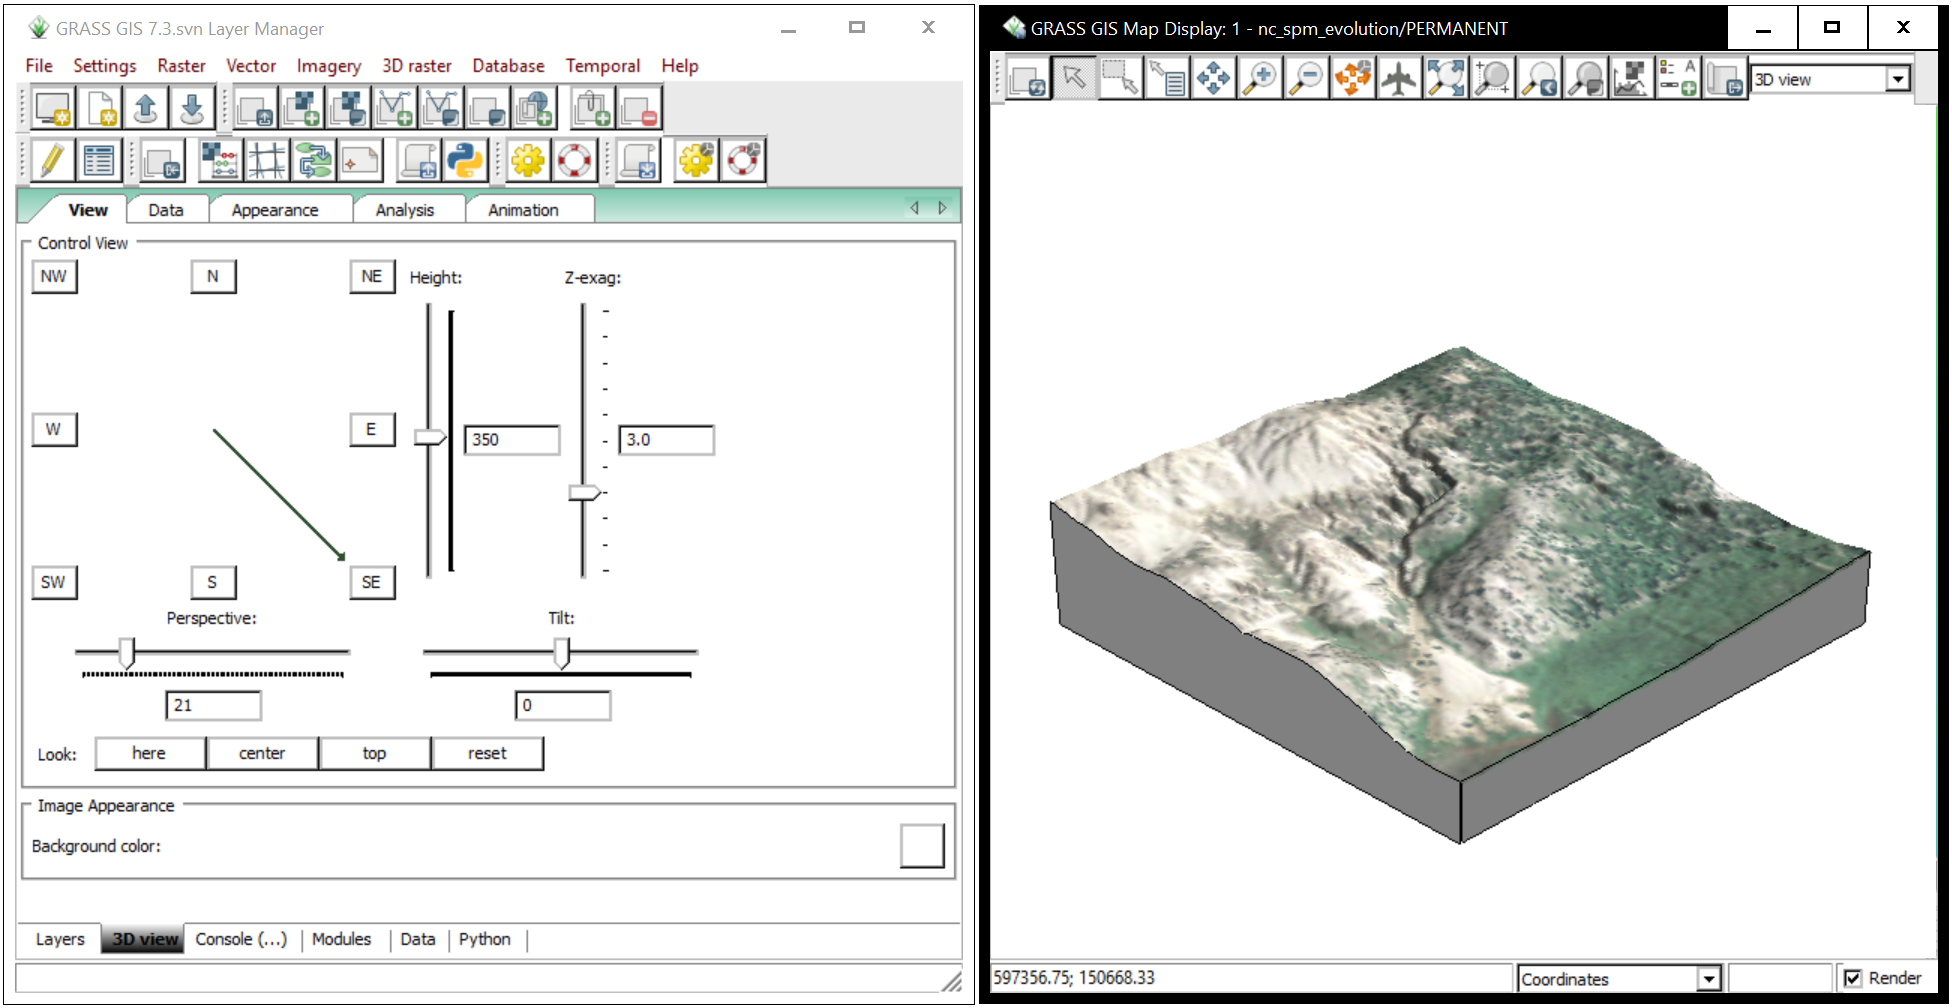 GRASS GIS 7.3.svn Layer Manager
File Settings Raster Vector Imagery 3D raster Database Temporal Help
View Data Appearance Analysis Animation
Control View
NW N NE Height: Z-exag:
W E 350 3.0
SW S SE
Perspective: Tilt:
21 0
Look: here center top reset
Image Appearance
Background color:
Layers 3D view Console (...) Modules Data Python
GRASS GIS Map Display: 1 - nc_spm_evolution/PERMANENT
A
3D view
597356.75; 150668.33 Coordinates Render